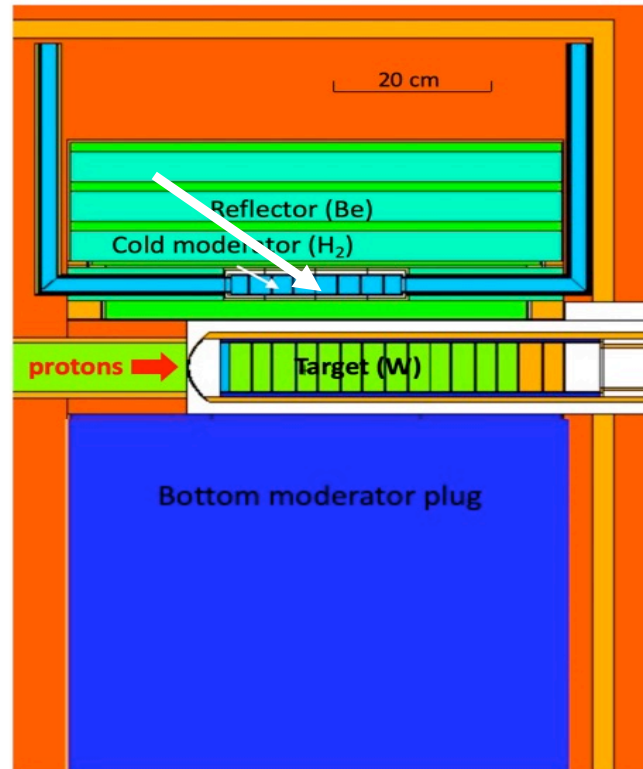 20 cm
Reflector (Be)
Cold moderator (H₂)
protons
Target (W)
Bottom moderator plug